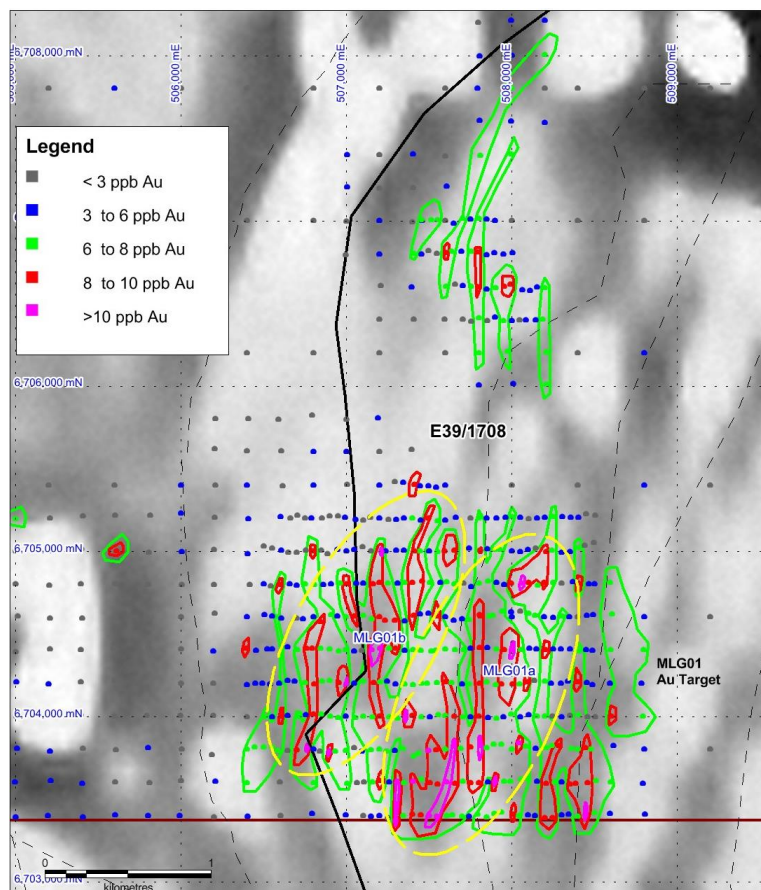 6,708,000 mN
506,000 mE
507,000 mE
508,000 mE
509,000 mE
Legend
< 3 ppb Au
3 to 6 ppb Au
6 to 8 ppb Au
8 to 10 ppb Au
>10 ppb Au
6,706,000 mN
E39/1708
6,705,000 mN
MLG01b
MLG01a
MLG01
Au Target
6,704,000 mN
0
1
kilometres
6,703,000 mN